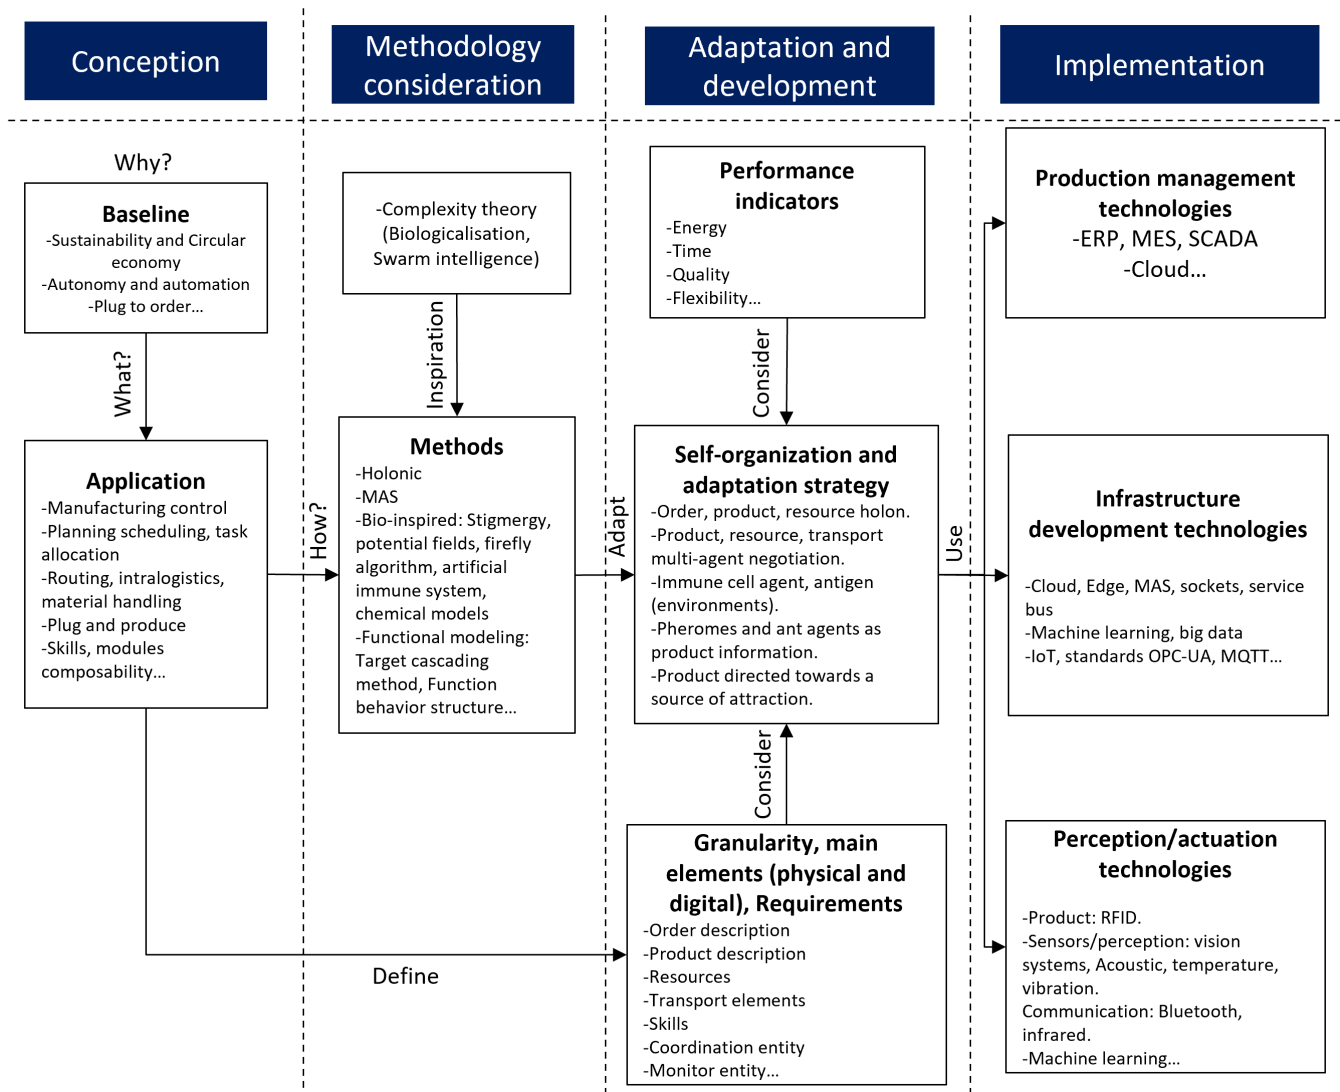 Conception
Methodology
consideration
Adaptation and
development
Implementation
Why?
Baseline
-Sustainability and Circular
economy
-Autonomy and automation
-Plug to order...
What?
Application
-Manufacturing control
-Planning scheduling, task
allocation
-Routing, intralogistics,
material handling
-Plug and produce
-Skills, modules
composability...
How?
-Complexity theory
(Biologicalisation,
Swarm intelligence)
Inspiration
Methods
-Holonic
-MAS
-Bio-inspired: Stigmergy,
potential fields, firefly
algorithm, artificial
immune system,
chemical models
-Functional modeling:
Target cascading
method, Function
behavior structure...
Adapt
Define
Performance
indicators
-Energy
-Time
-Quality
-Flexibility...
Consider
Self-organization and
adaptation strategy
-Order, product, resource holon.
-Product, resource, transport
multi-agent negotiation.
-Immune cell agent, antigen
(environments).
-Pheromes and ant agents as
product information.
-Product directed towards a
source of attraction.
Consider
Granularity, main
elements (physical and
digital), Requirements
-Order description
-Product description
-Resources
-Transport elements
-Skills
-Coordination entity
-Monitor entity...
Use
Production management
technologies
-ERP, MES, SCADA
-Cloud...
Infrastructure
development technologies
-Cloud, Edge, MAS, sockets, service
bus
-Machine learning, big data
-IoT, standards OPC-UA, MQTT...
Perception/actuation
technologies
-Product: RFID.
-Sensors/perception: vision
systems, Acoustic, temperature,
vibration.
Communication: Bluetooth,
infrared.
-Machine learning...